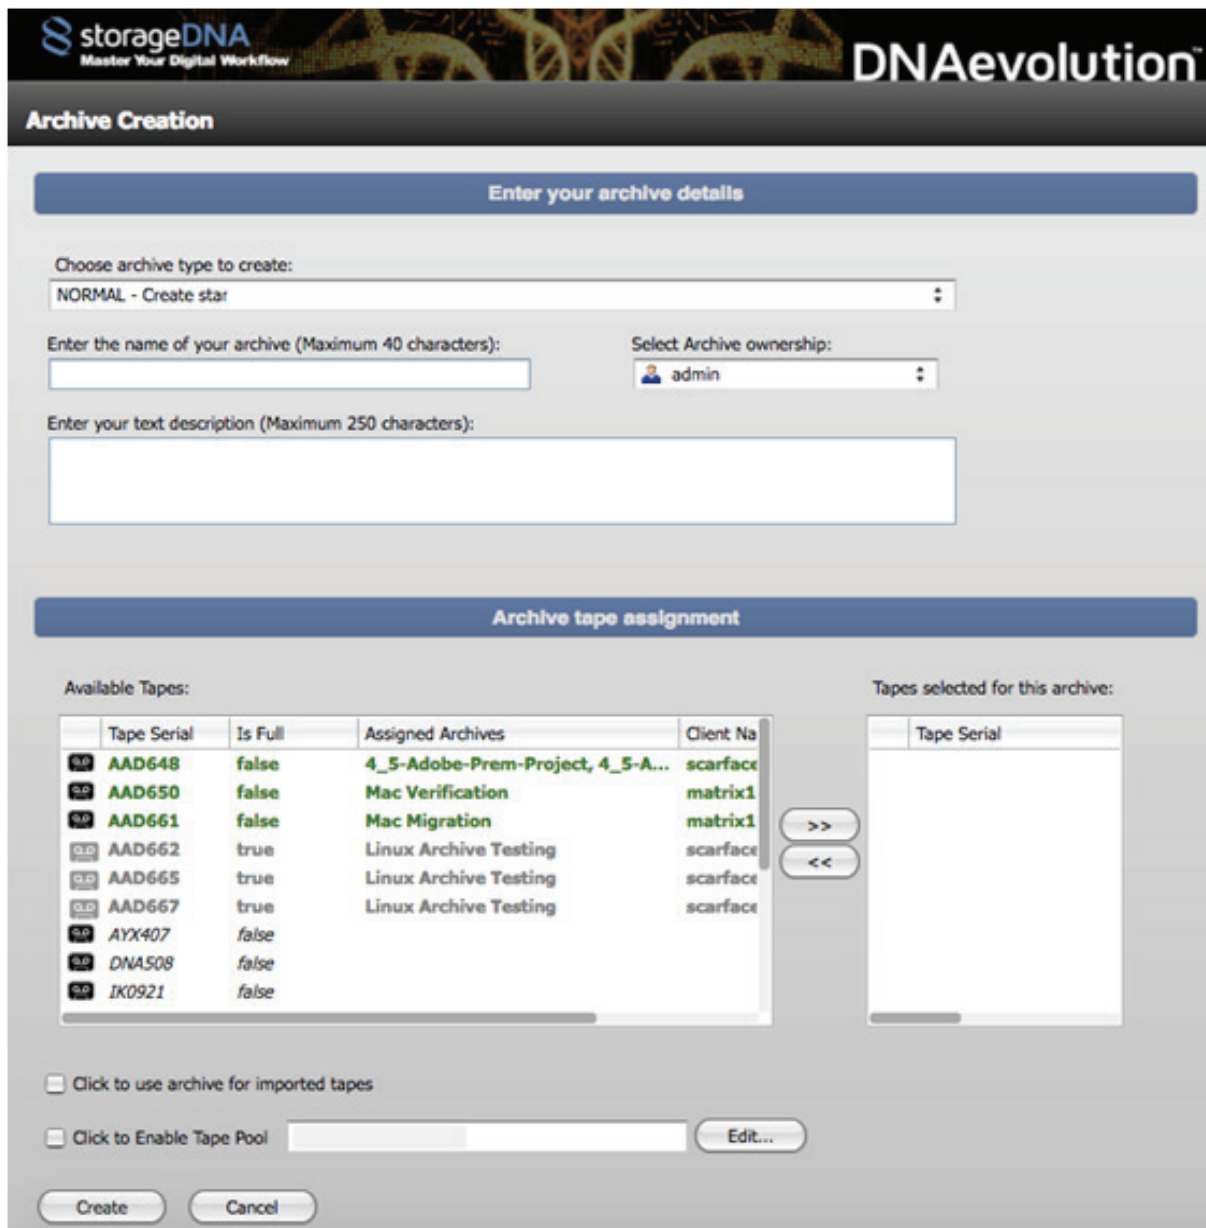 storageDNA
Master Your Digital Workflow
DNAevolution™
Archive Creation
Enter your archive details
Choose archive type to create:
NORMAL - Create star
Enter the name of your archive (Maximum 40 characters):
Select Archive ownership:
admin
Enter your text description (Maximum 250 characters):
Archive tape assignment
Available Tapes:
Tapes selected for this archive:
Tape Serial Is Full Assigned Archives Client Na
Tape Serial
AAD648 false 4_5-Adobe-Prem-Project, 4_5-A... scarface
AAD650 false Mac Verification matrix1
AAD661 false Mac Migration matrix1
AAD662 true Linux Archive Testing scarface
AAD665 true Linux Archive Testing scarface
AAD667 true Linux Archive Testing scarface
AYX407 false
DNA508 false
IK0921 false
>>
<<
Click to use archive for imported tapes
Click to Enable Tape Pool
Edit...
Create
Cancel